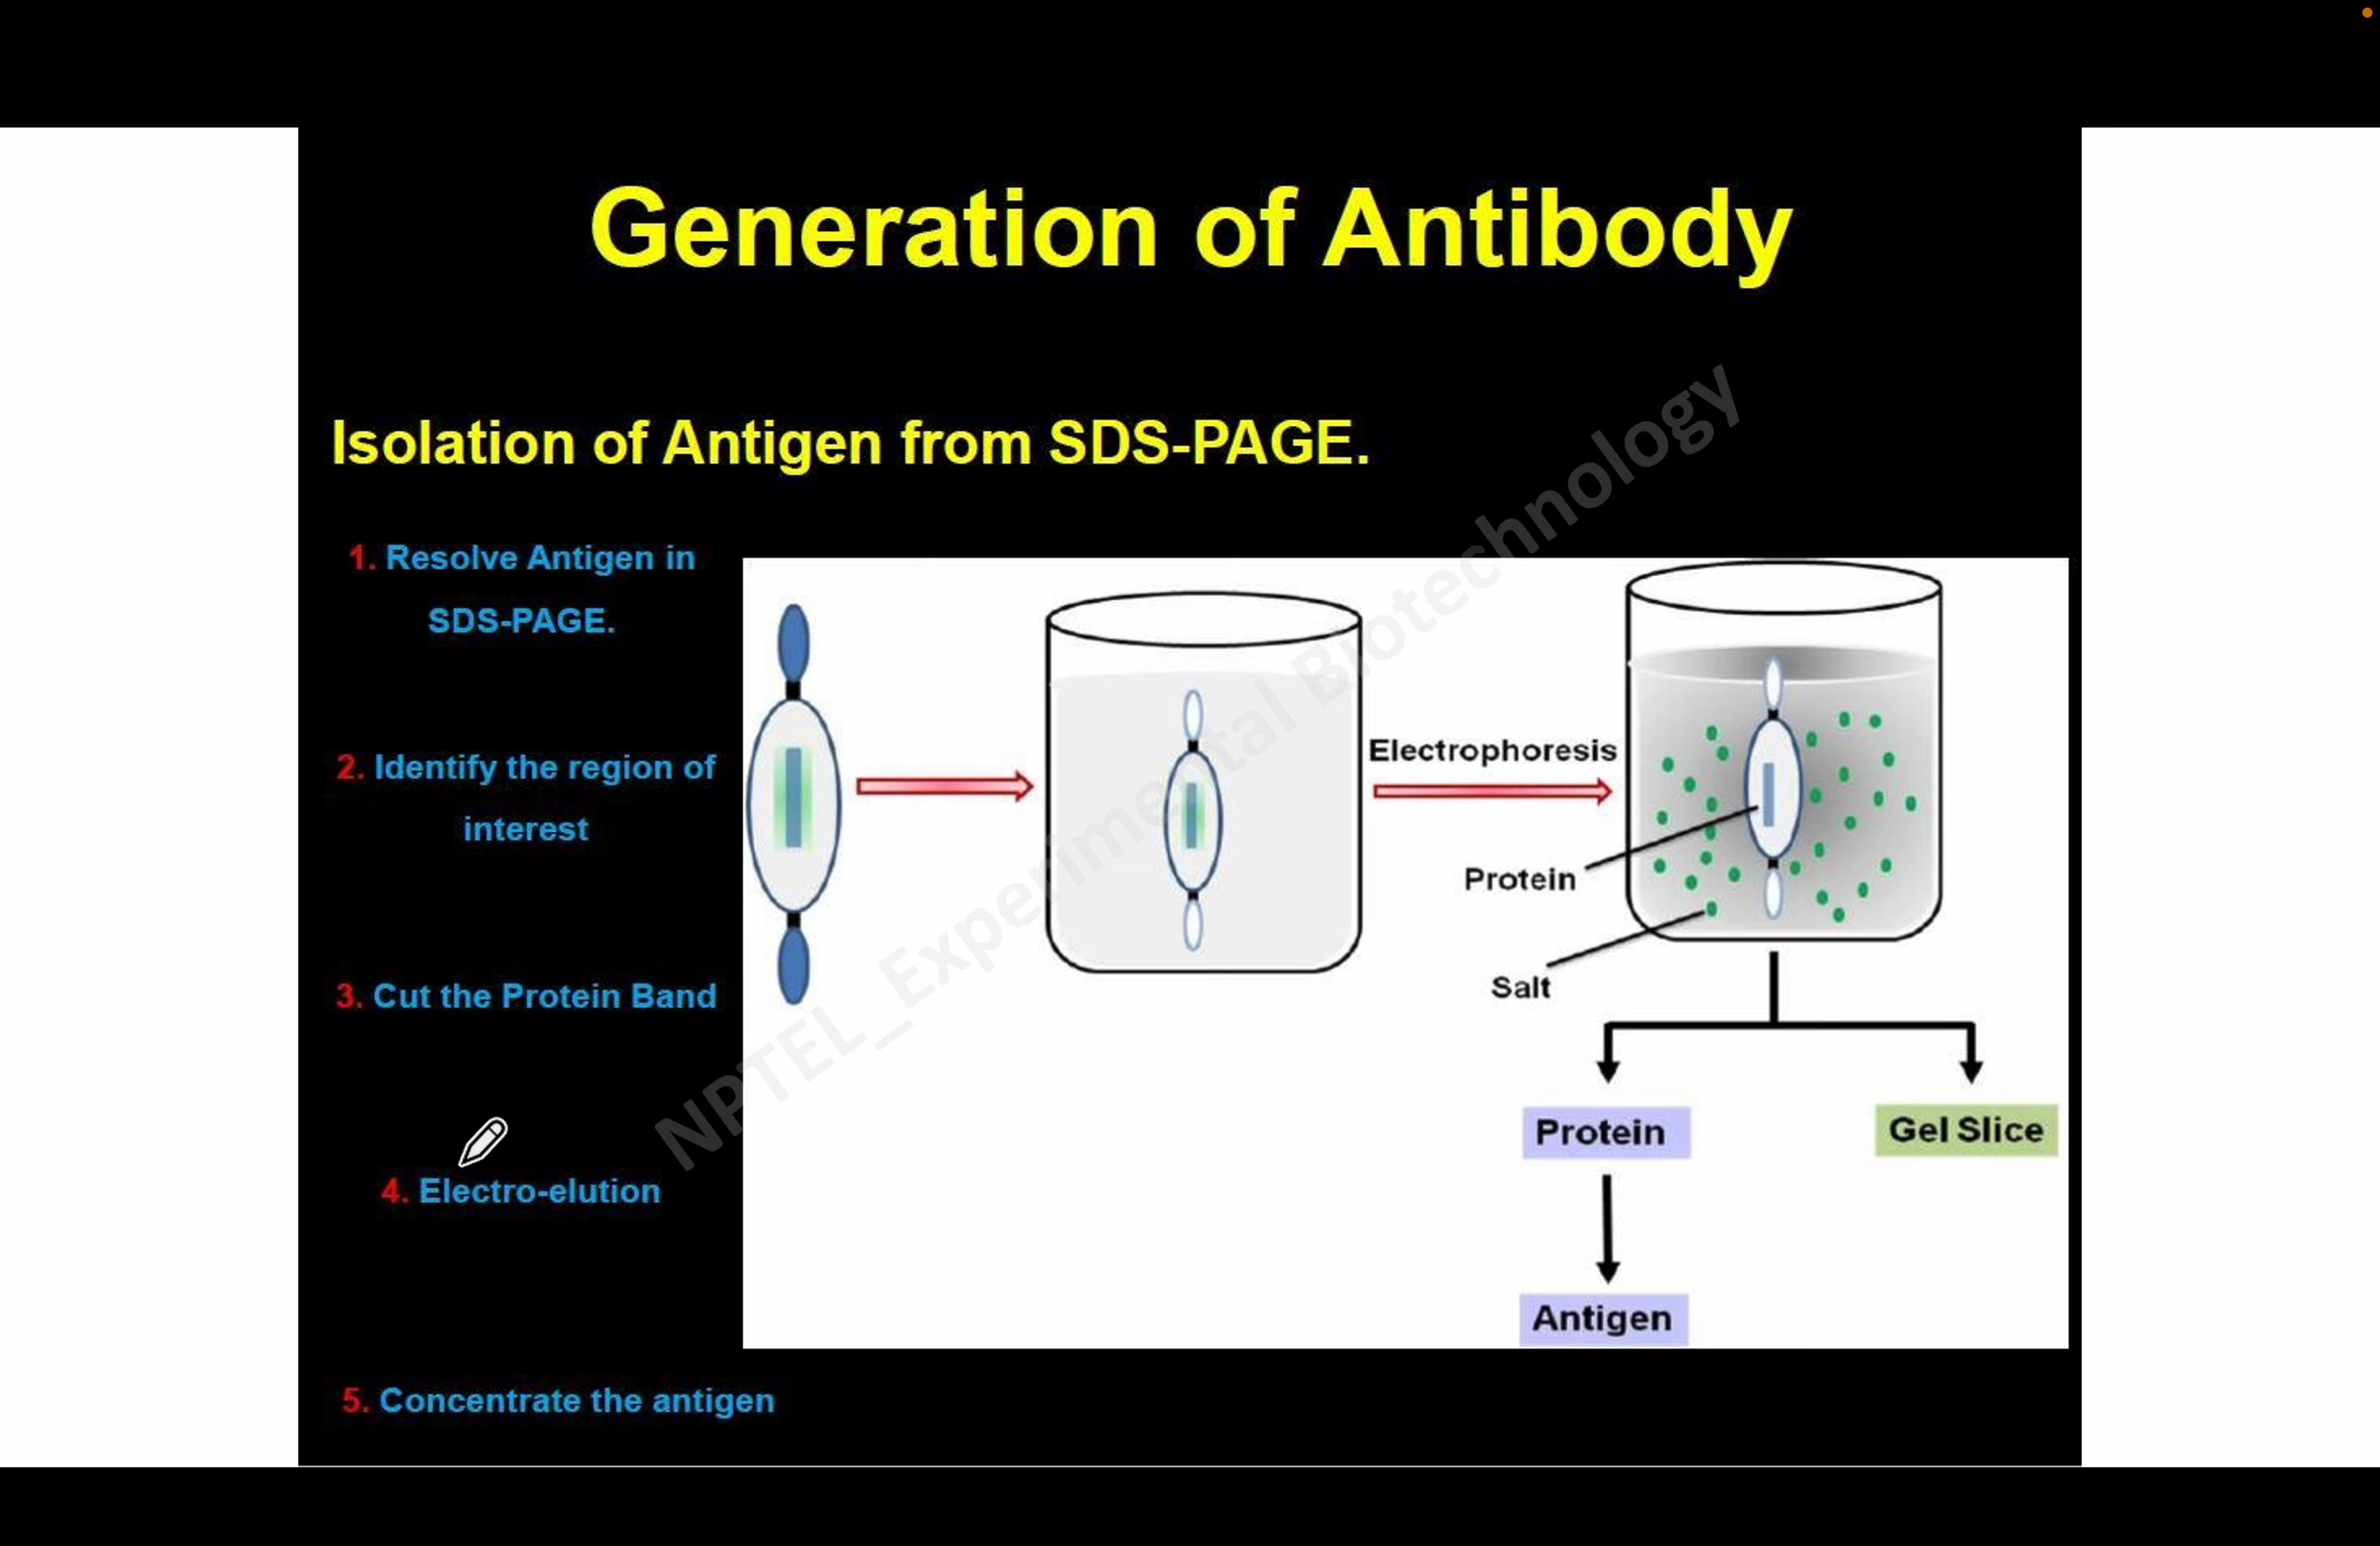 Generation of Antibody
Isolation of Antigen from SDS-PAGE.
1. Resolve Antigen in
SDS-PAGE.
2. Identify the region of
interest
3. Cut the Protein Band
4. Electro-elution
5. Concentrate the antigen
Electrophoresis
Protein
Salt
Protein
Gel Slice
Antigen
NPTEL_Experimental Biotechnology